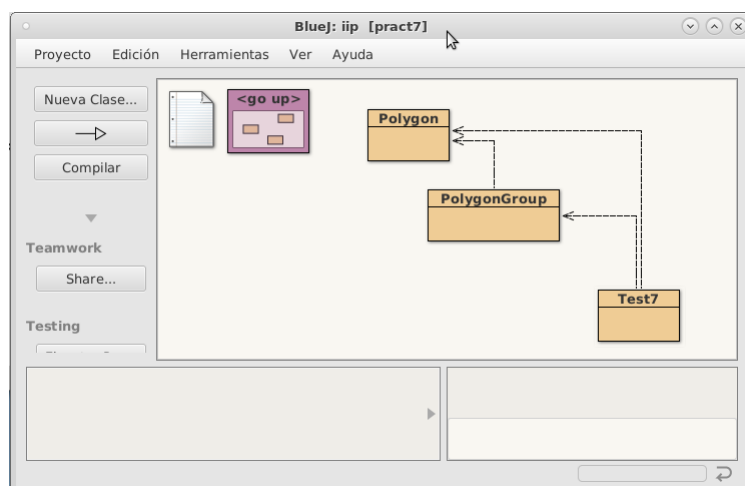 BlueJ: iip [pract7]
Proyecto Edición Herramientas Ver Ayuda
Nueva Clase...
Compilar
Teamwork
Share...
Testing
<go up>
Polygon
PolygonGroup
Test7